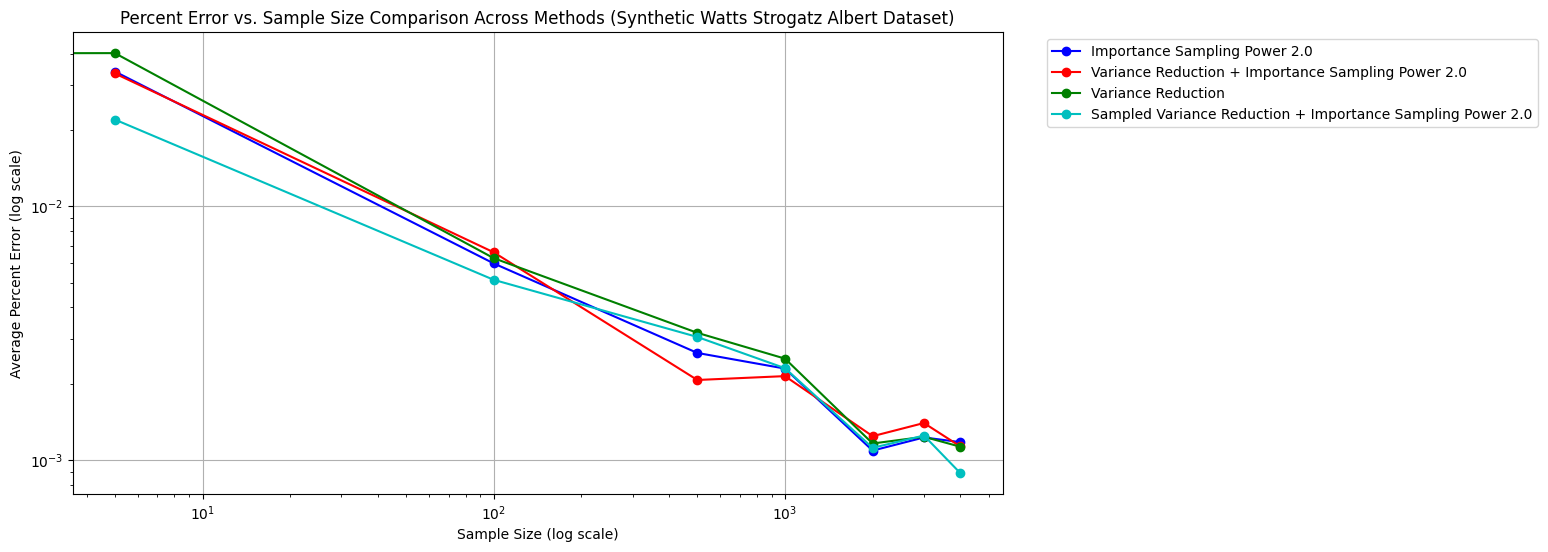 Percent Error vs. Sample Size Comparison Across Methods (Synthetic Watts Strogatz Albert Dataset)
Importance Sampling Power 2.0
Variance Reduction + Importance Sampling Power 2.0
Variance Reduction
Sampled Variance Reduction + Importance Sampling Power 2.0
Average Percent Error (log scale)
10⁻²
10⁻³
10¹
10²
10³
Sample Size (log scale)